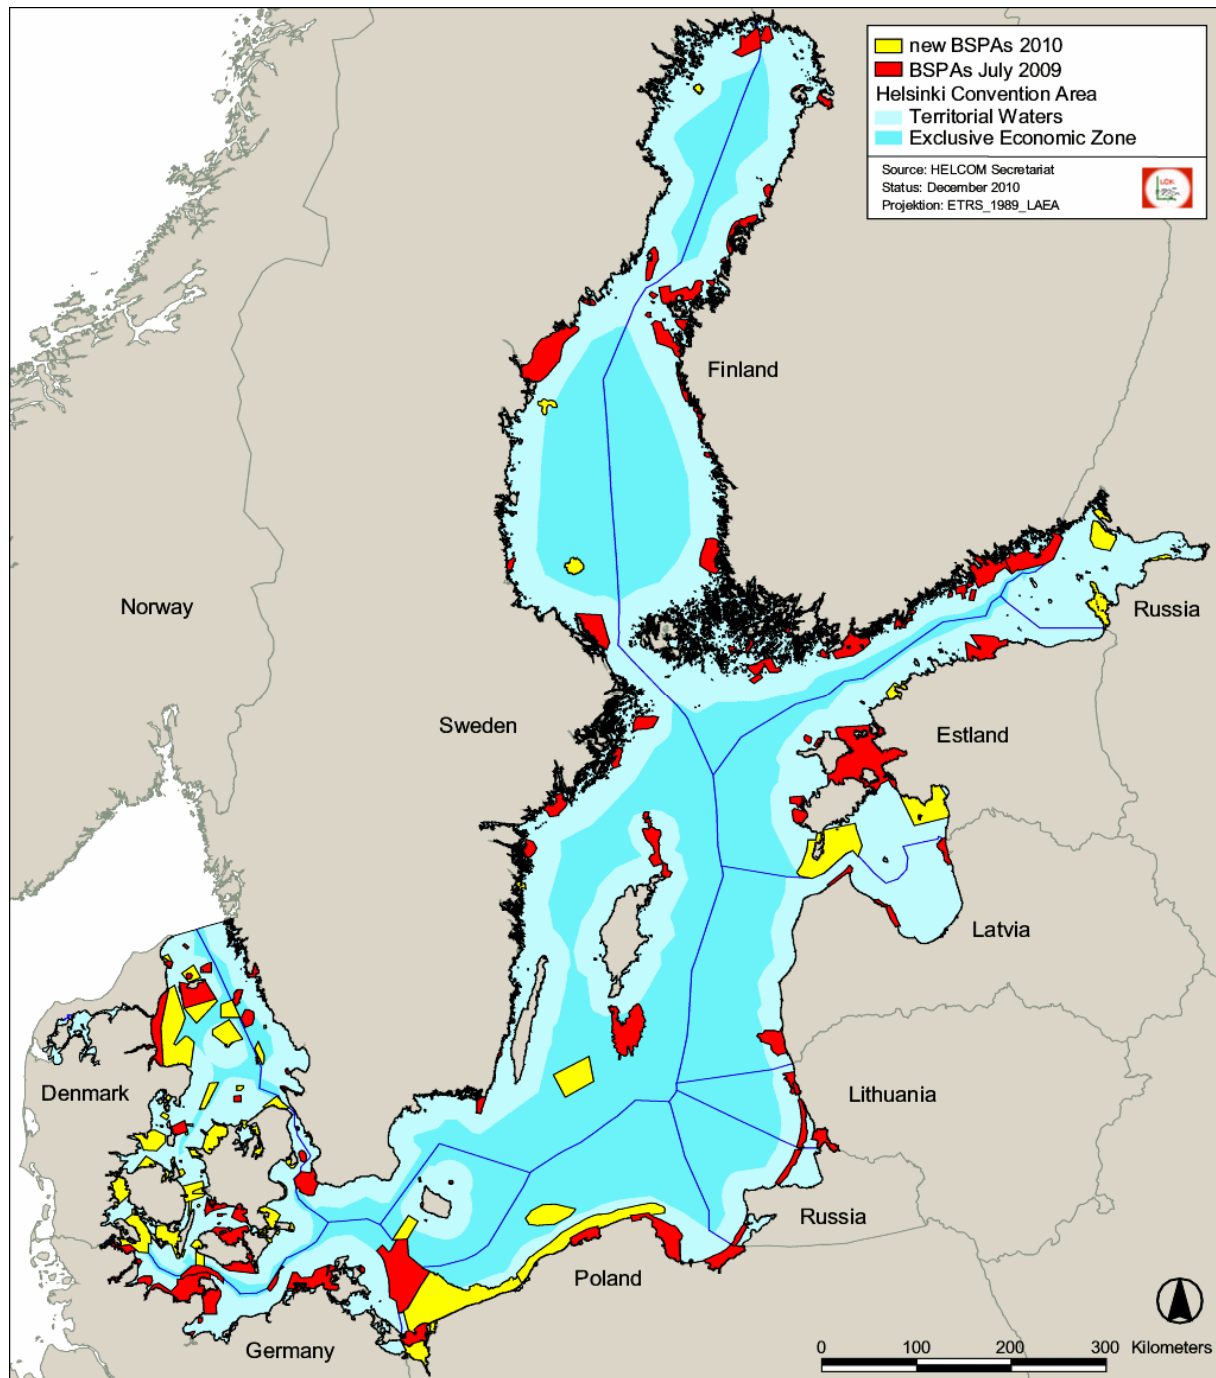 new BSPAs 2010
BSPAs July 2009
Helsinki Convention Area
Territorial Waters
Exclusive Economic Zone
Source: HELCOM Secretariat
Status: December 2010
Projektion: ETRS_1989_LAEA
Finland
Norway
Russia
Sweden
Estland
Latvia
Denmark
Lithuania
Russia
Poland
Germany
0 100 200 300 Kilometers